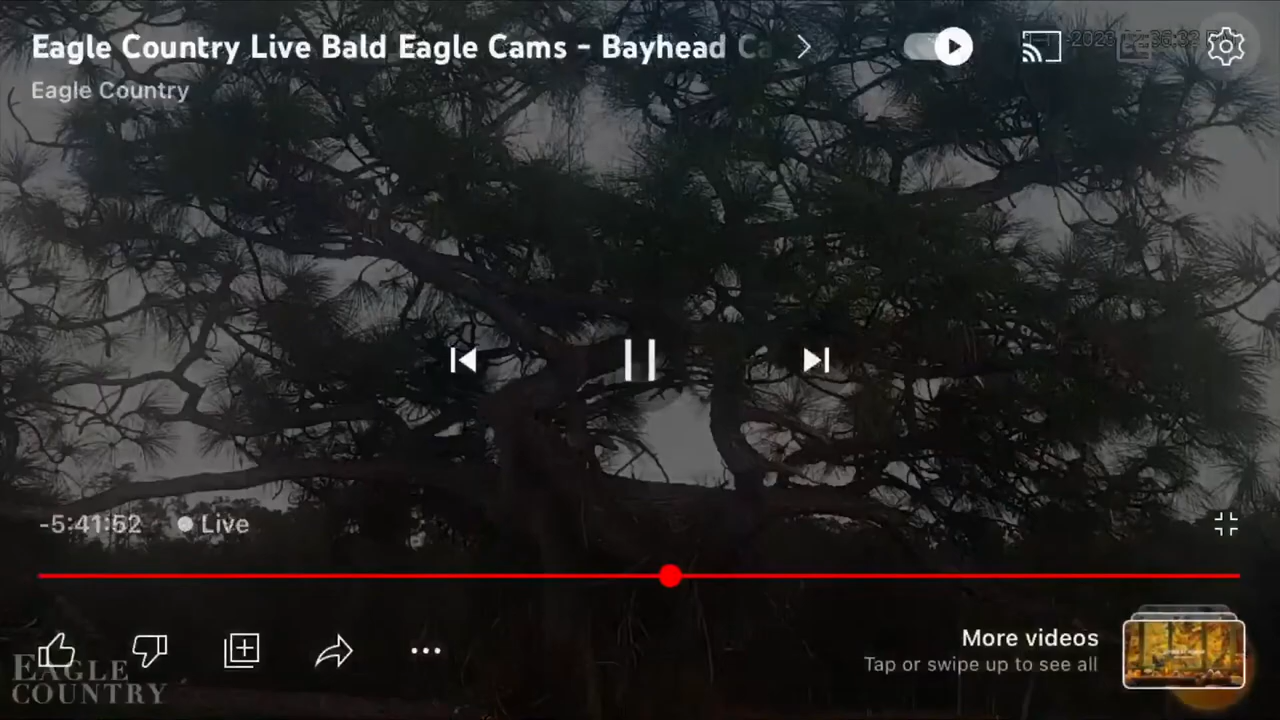 Eagle Country Live Bald Eagle Cams - Bayhead Ca
Eagle Country
-5:41:52 Live
More videos
Tap or swipe up to see all
EAGLE
COUNTRY